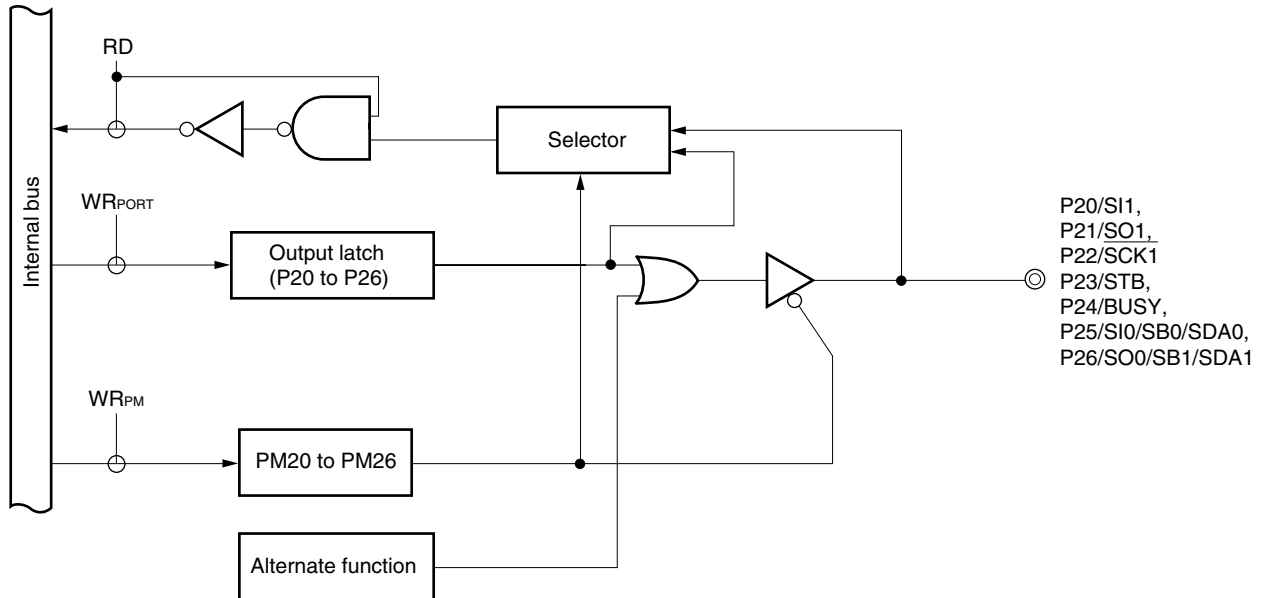 RD
Selector
Internal bus
WRPORT
Output latch
(P20 to P26)
P20/SI1,
P21/SO1,
P22/SCK1
P23/STB,
P24/BUSY,
P25/SI0/SB0/SDA0,
P26/SO0/SB1/SDA1
WRPM
PM20 to PM26
Alternate function